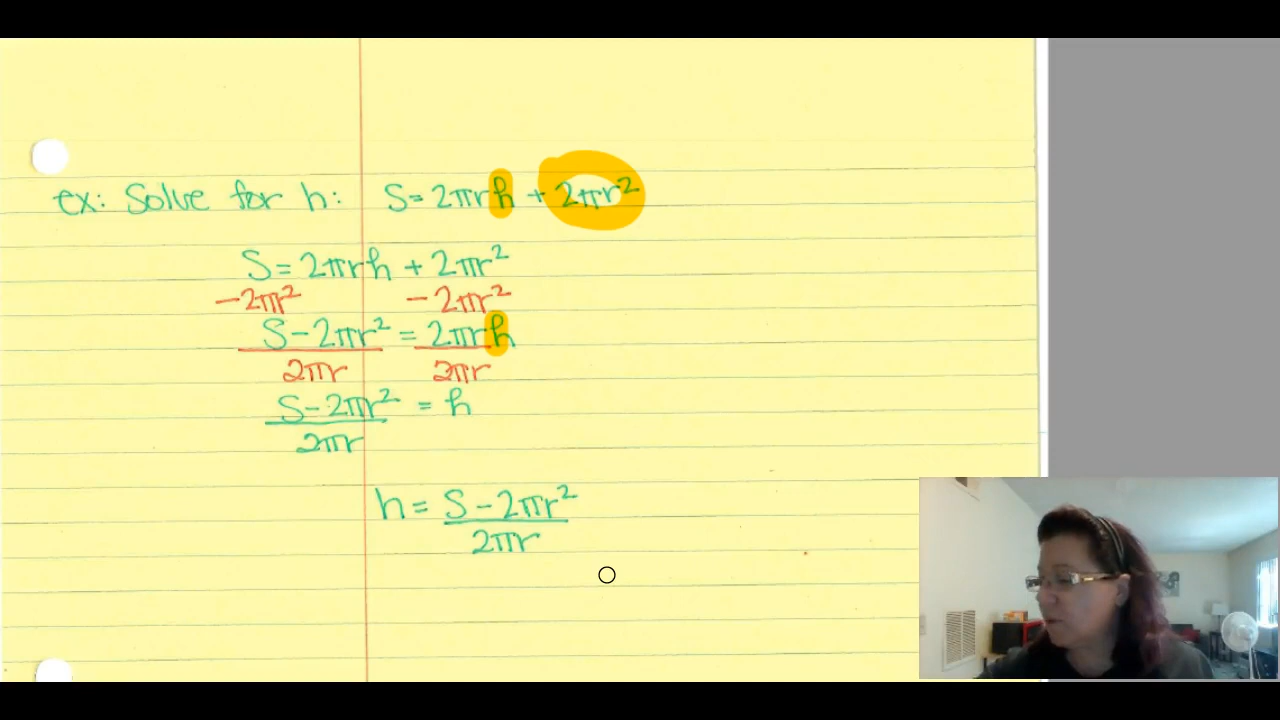 ex: Solve for h: S = 2πrh + 2πr²
S = 2πrh + 2πr²
-2πr² -2πr²
S - 2πr² = 2πrh
2πr 2πr
S - 2πr² = h
2πr
h = S - 2πr²
2πr